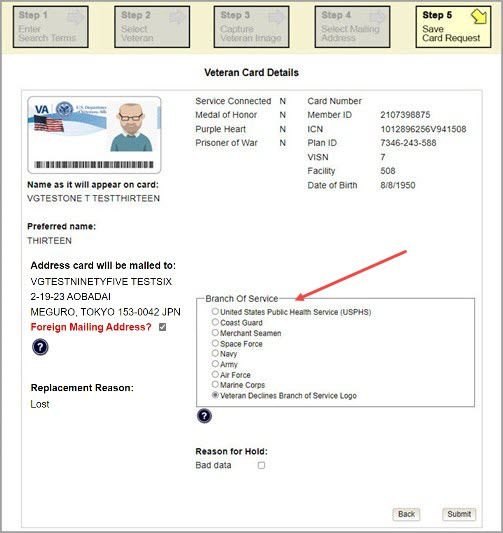 Step 1
Enter
Search Terms
Step 2
Select
Veteran
Step 3
Capture
Veteran Image
Step 4
Select Mailing
Address
Step 5
Save
Card Request
Veteran Card Details
VA
U.S. Department
Name as it will appear on card:
VGTESTONE T TESTTHIRTEEN
Preferred name:
THIRTEEN
Service Connected N
Medal of Honor N
Purple Heart N
Prisoner of War N
Card Number
Member ID 2107398875
ICN 1012896256V941508
Plan ID 7346-243-588
VISN 7
Facility 508
Date of Birth 8/8/1950
Address card will be mailed to:
VGTESTNINETYFIVE TESTSIX
2-19-23 AOBADAI
MEGURO, TOKYO 153-0042 JPN
Foreign Mailing Address?
?
Replacement Reason:
Lost
Branch Of Service
United States Public Health Service (USPHS)
Coast Guard
Merchant Seamen
Space Force
Navy
Army
Air Force
Marine Corps
Veteran Declines Branch of Service Logo
?
Reason for Hold:
Bad data
Back
Submit